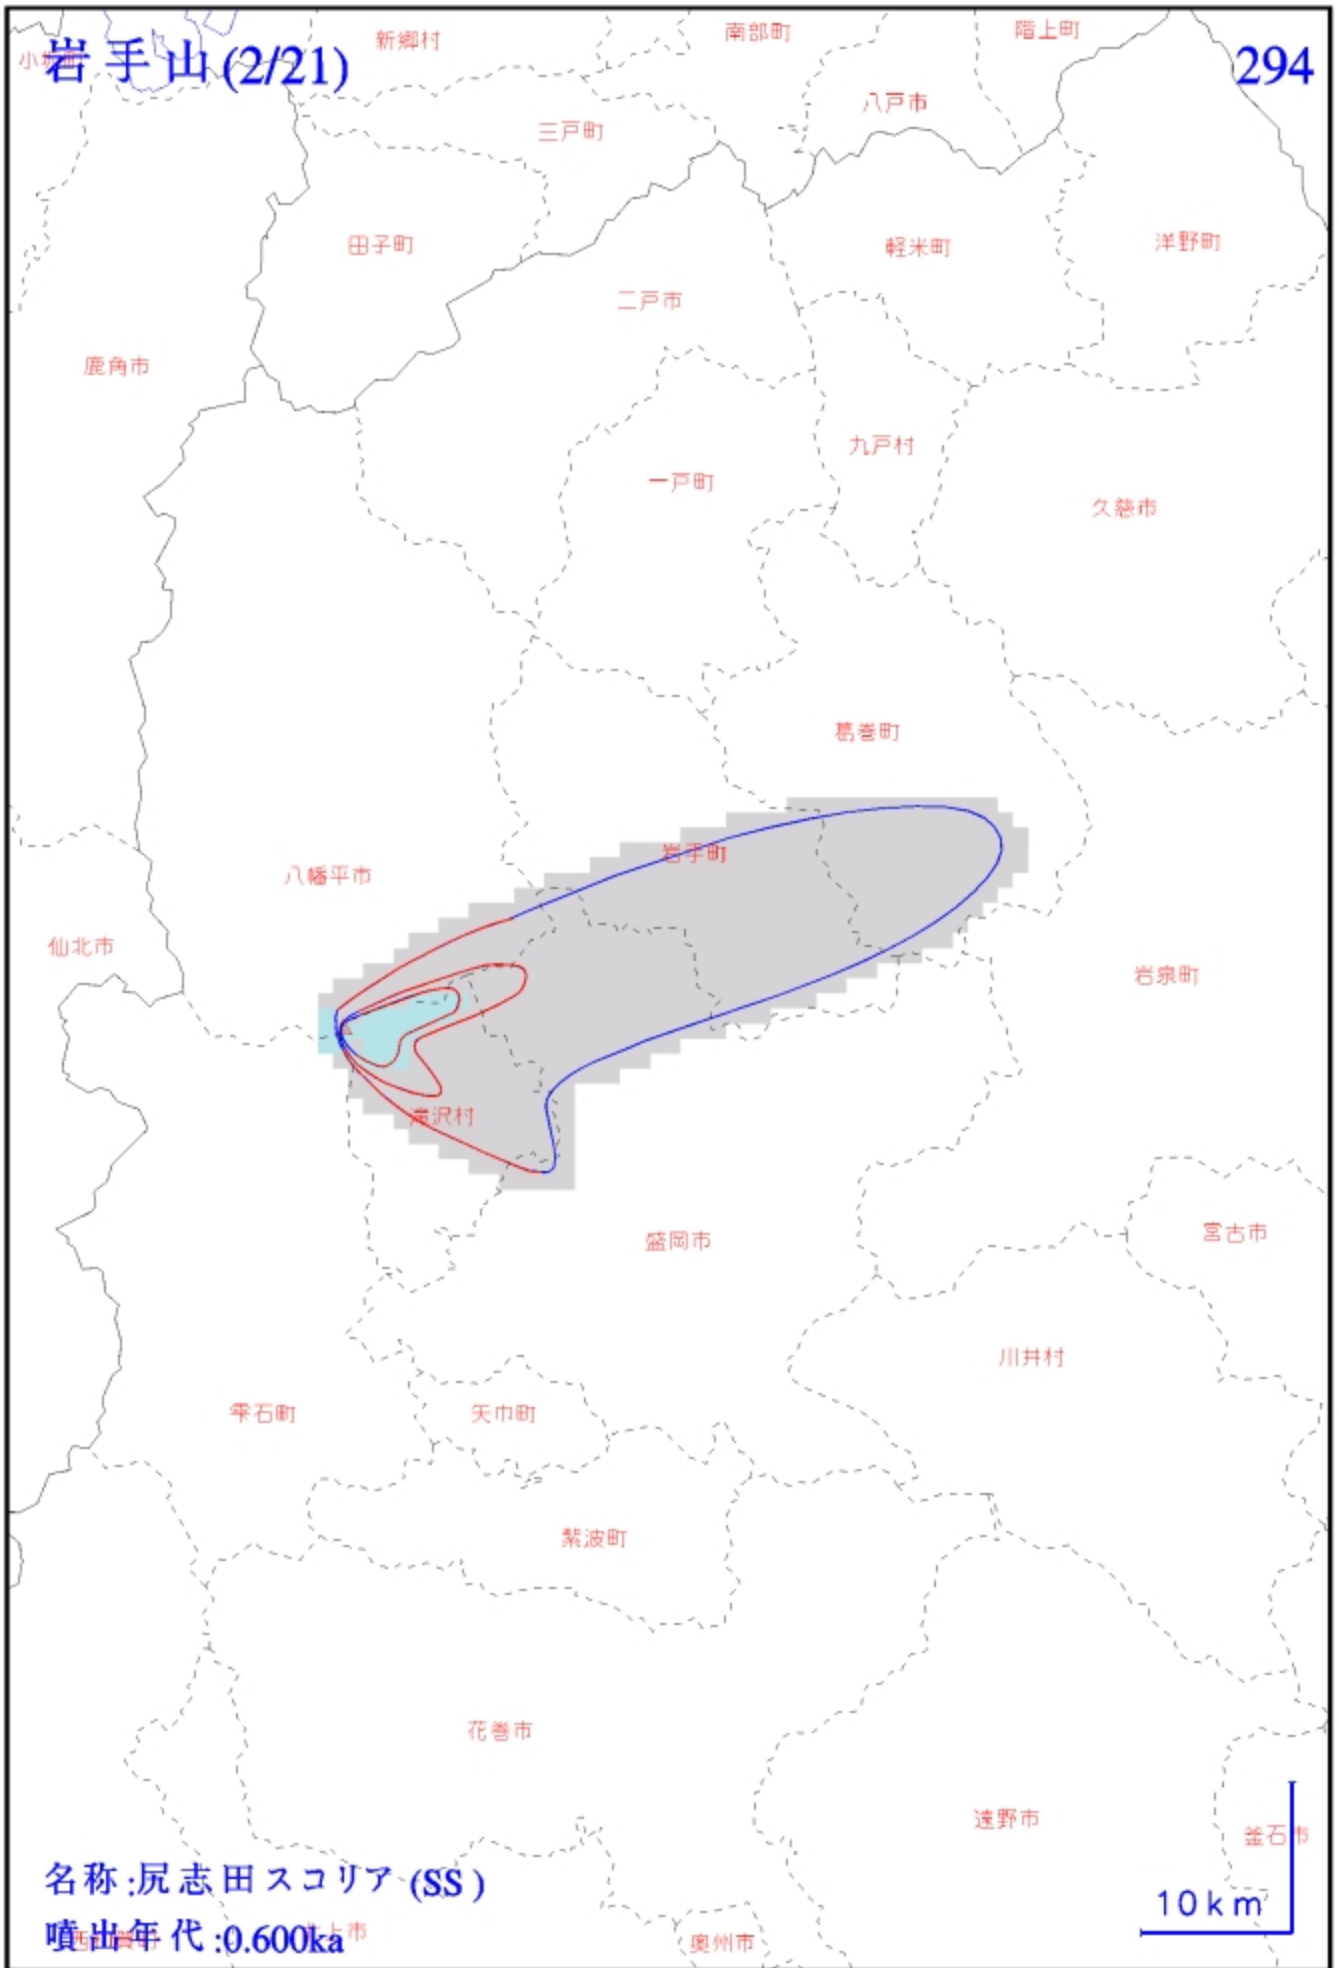 岩手山(2/21)
294
新郷村
南部町
階上町
八戸市
三戸町
田子町
軽米町
洋野町
二戸市
鹿角市
九戸村
一戸町
久慈市
葛巻町
岩手町
八幡平市
仙北市
岩泉町
滝沢村
盛岡市
宮古市
川井村
雫石町
矢巾町
紫波町
花巻市
遠野市
釜石市
名称:尻志田スコリア(SS)
10km
噴出年代:0.600ka
奥州市